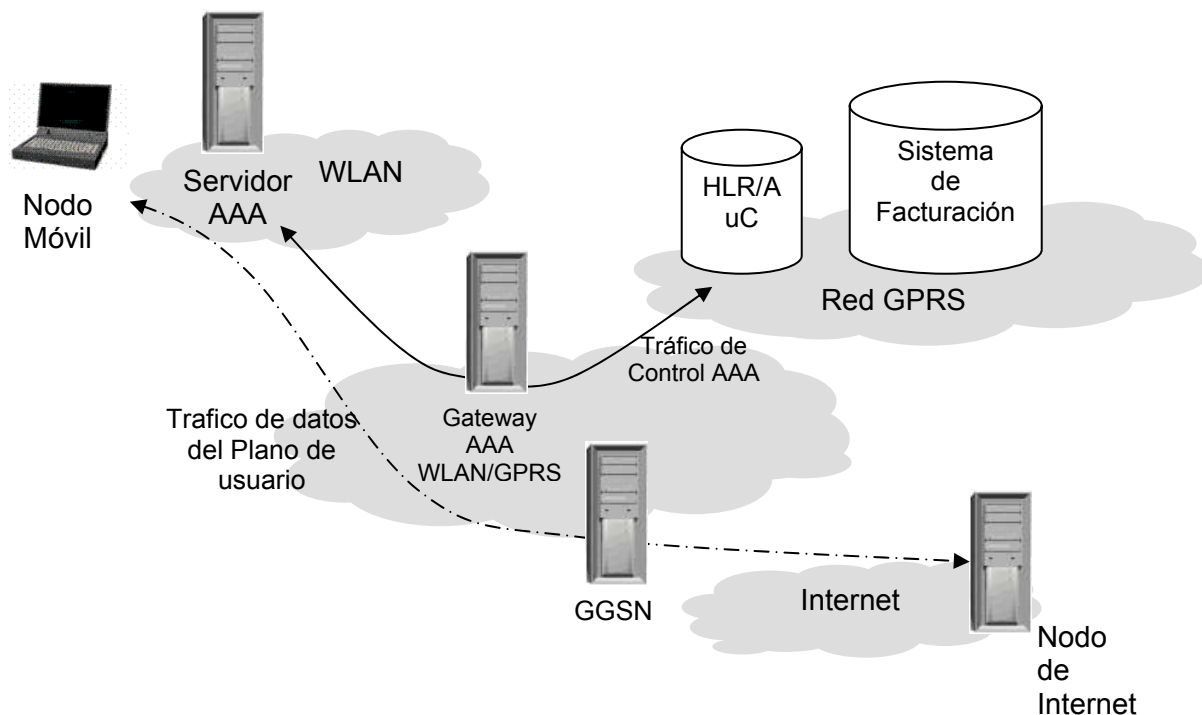 Nodo
Móvil
Servidor
AAA
WLAN
HLR/A
uC
Sistema
de
Facturación
Red GPRS
Tráfico de
Control AAA
Trafico de datos
del Plano de
usuario
Gateway
AAA
WLAN/GPRS
GGSN
Internet
Nodo
de
Internet